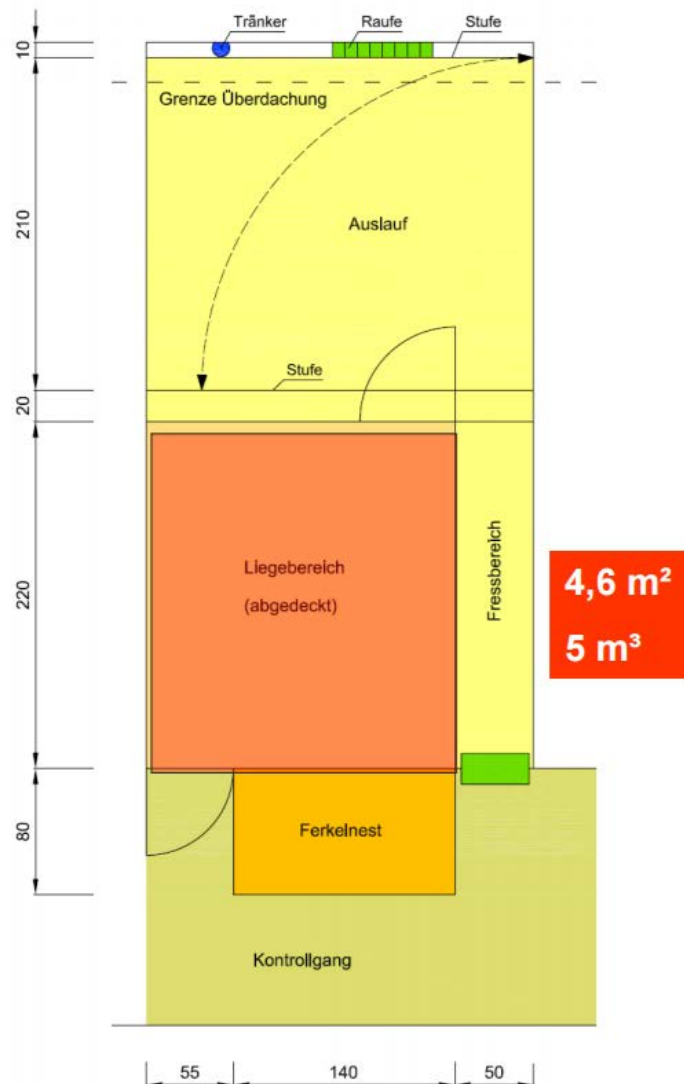 Tränker
Raufe
Stufe
10
Grenze Überdachung
210
Auslauf
Stufe
20
220
Liegebereich
(abgedeckt)
Fressbereich
4,6 m²
5 m³
80
Ferkelnest
Kontrollgang
55
140
50